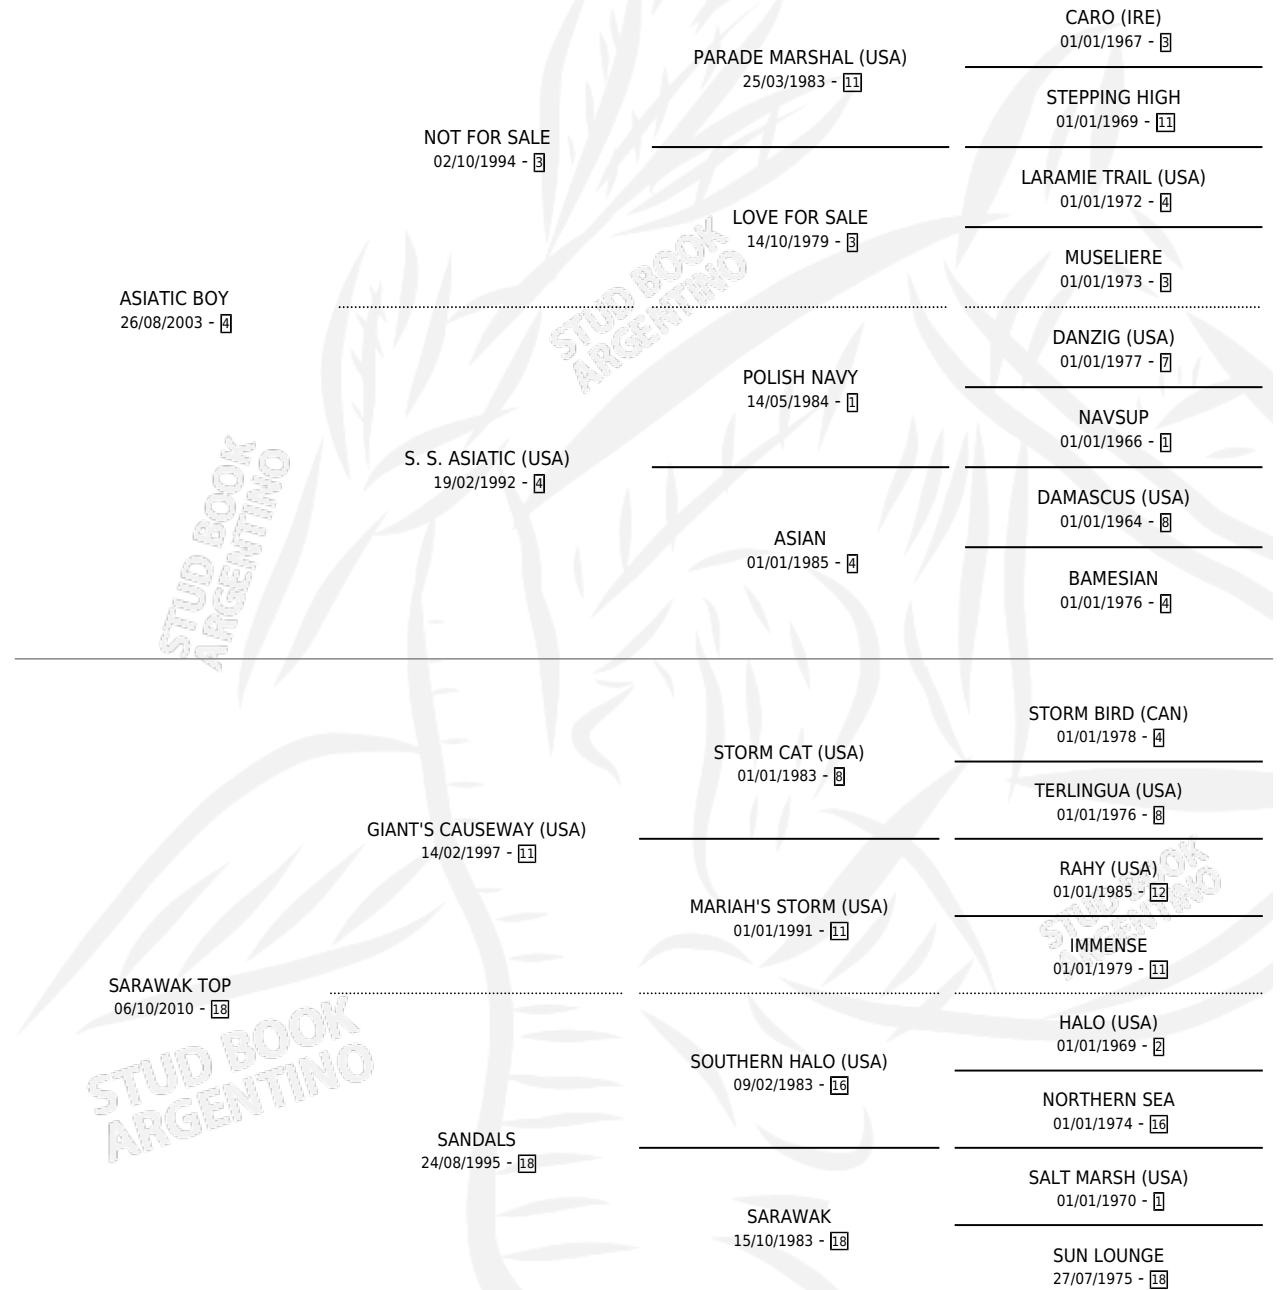 CARO (IRE)
01/01/1967 - 3
PARADE MARSHAL (USA)
25/03/1983 - 11
STEPPING HIGH
01/01/1969 - 11
NOT FOR SALE
02/10/1994 - 3
LARAMIE TRAIL (USA)
01/01/1972 - 4
LOVE FOR SALE
14/10/1979 - 3
MUSELIERE
01/01/1973 - 3
ASIATIC BOY
26/08/2003 - 4
STUD BOOK
ARGENTINO
DANZIG (USA)
01/01/1977 - 7
POLISH NAVY
14/05/1984 - 1
NAVSUP
01/01/1966 - 1
S. S. ASIATIC (USA)
19/02/1992 - 4
DAMASCUS (USA)
01/01/1964 - 8
ASIAN
01/01/1985 - 4
BAMESIAN
01/01/1976 - 4
STUD BOOK
ARGENTINO
STORM BIRD (CAN)
01/01/1978 - 4
STORM CAT (USA)
01/01/1983 - 8
TERLINGUA (USA)
01/01/1976 - 8
GIANT'S CAUSEWAY (USA)
14/02/1997 - 11
RAHY (USA)
01/01/1985 - 12
MARIAH'S STORM (USA)
01/01/1991 - 11
STUD BOOK
ARGENTINO
IMMENSE
01/01/1979 - 11
SARAWAK TOP
06/10/2010 - 18
STUD BOOK
ARGENTINO
HALO (USA)
01/01/1969 - 2
SOUTHERN HALO (USA)
09/02/1983 - 16
NORTHERN SEA
01/01/1974 - 16
SANDALS
24/08/1995 - 18
SALT MARSH (USA)
01/01/1970 - 1
SARAWAK
15/10/1983 - 18
SUN LOUNGE
27/07/1975 - 18